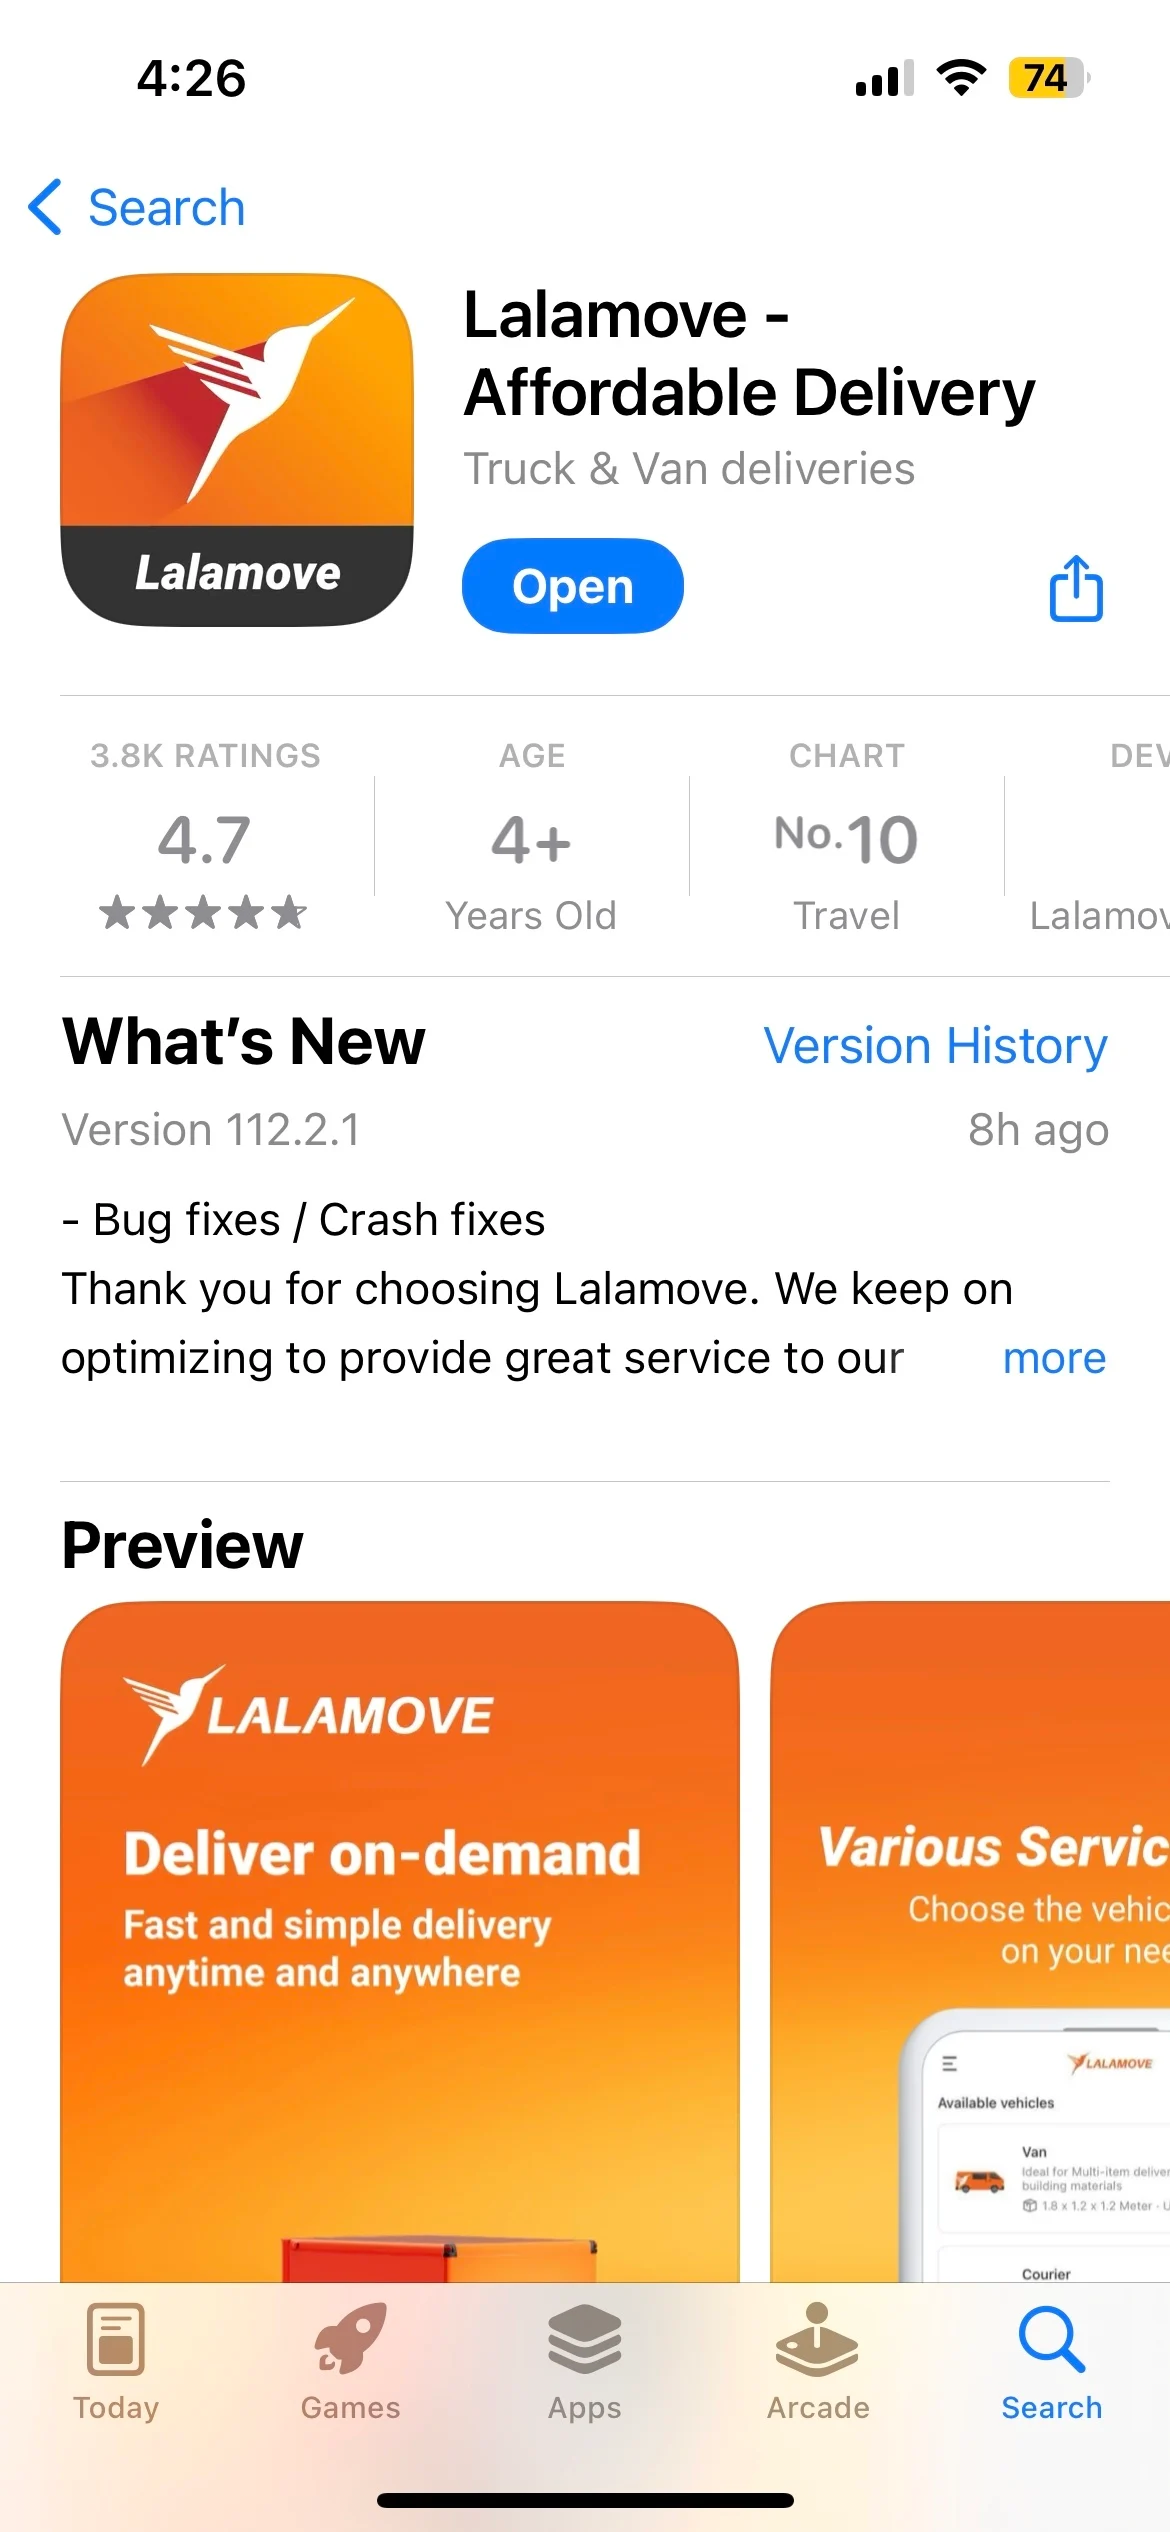 4:26
74
Search
Lalamove
Lalamove -
Affordable Delivery
Truck & Van deliveries
Open
3.8K RATINGS
4.7
AGE
4+
Years Old
CHART
No.10
Travel
DEV
Lalamov
What's New
Version History
Version 112.2.1
8h ago
- Bug fixes / Crash fixes
Thank you for choosing Lalamove. We keep on
optimizing to provide great service to our
more
Preview
LALAMOVE
Deliver on-demand
Fast and simple delivery
anytime and anywhere
Various Servic
Choose the vehic
on your nee
LALAMOVE
Available vehicles
Van
Ideal for Multi-item deliver
building materials
1.8 x 1.2 x 1.2 Meter · U
Courier
Today
Games
Apps
Arcade
Search